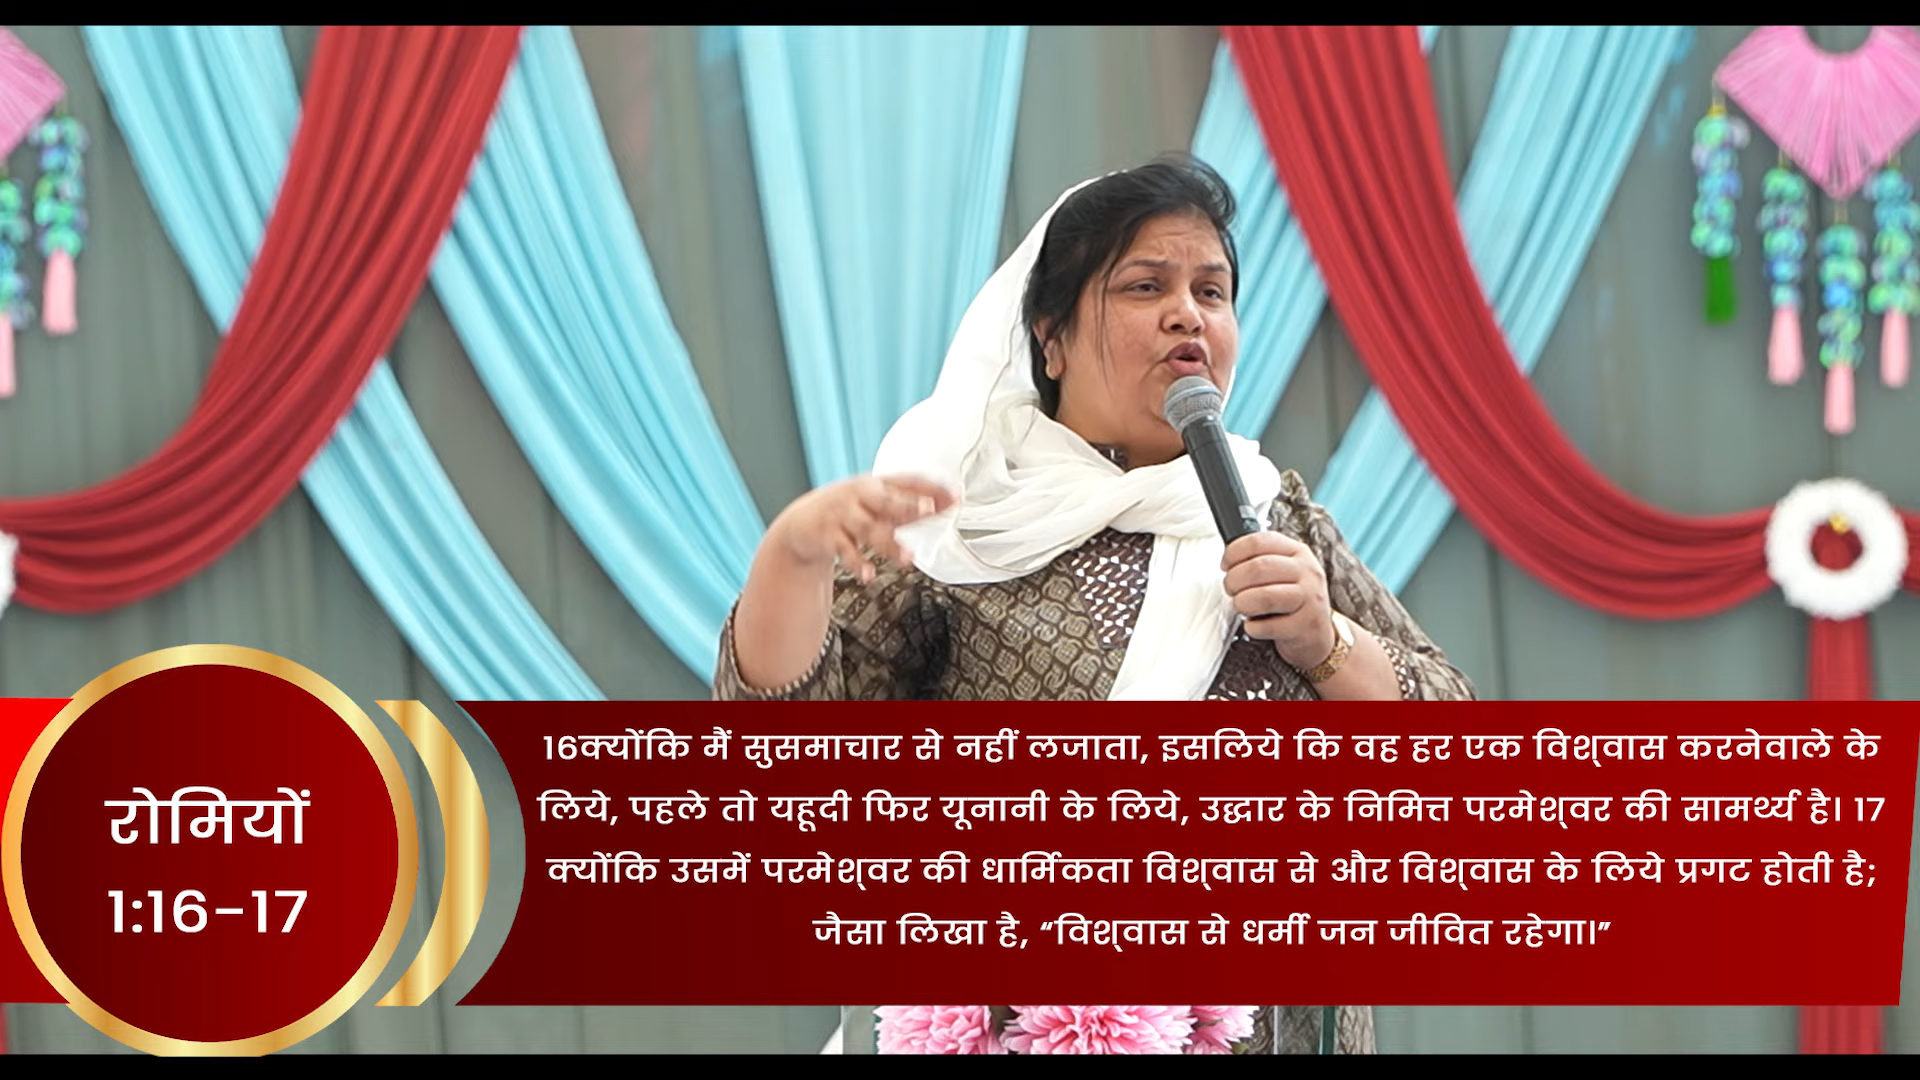 रोमियों
1:16-17
16क्योंकि मैं सुसमाचार से नहीं लजाता, इसलिये कि वह हर एक विश्‍वास करनेवाले के
लिये, पहले तो यहूदी फिर यूनानी के लिये, उद्धार के निमित्त परमेश्‍वर की सामर्थ्य है। 17
क्योंकि उसमें परमेश्‍वर की धार्मिकता विश्‍वास से और विश्‍वास के लिये प्रगट होती है;
जैसा लिखा है, “विश्‍वास से धर्मी जन जीवित रहेगा।”